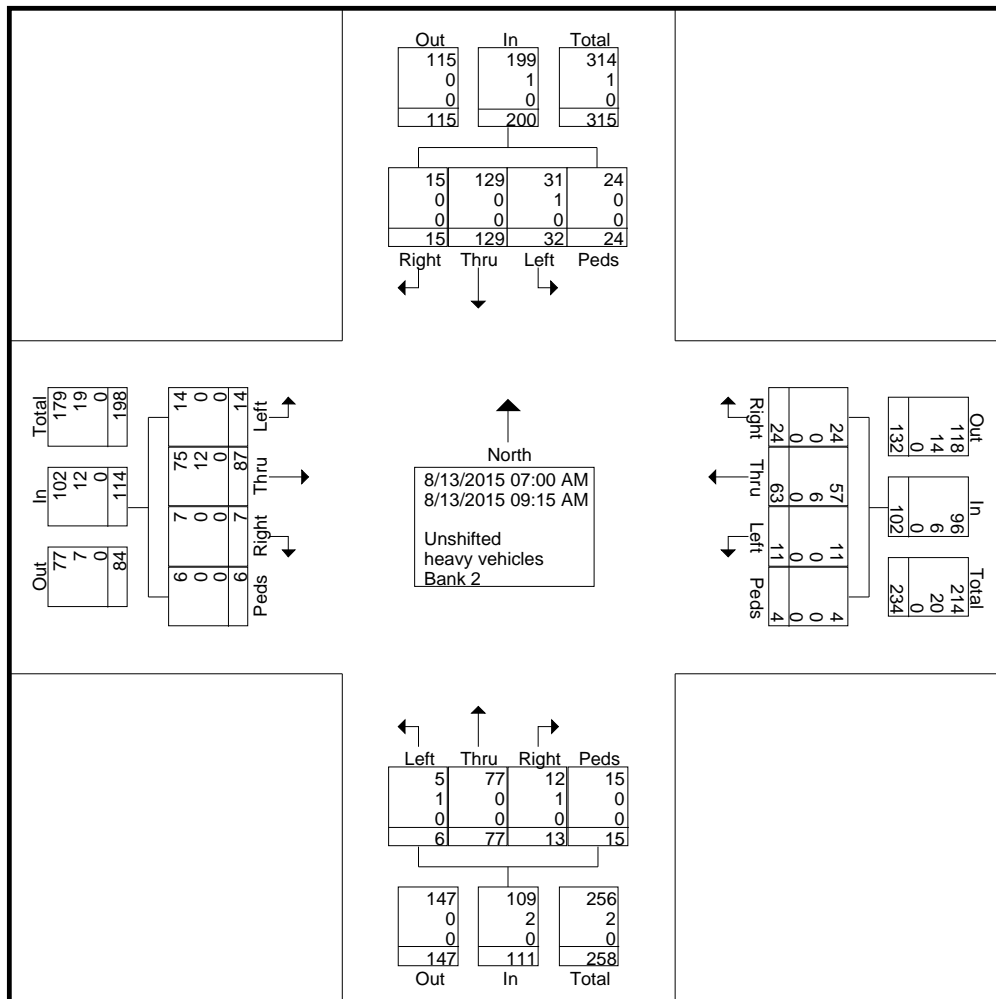 Out In Total
115 199 314
0 1 1
0 0 0
115 200 315
15 129 31 24
0 0 1 0
0 0 0 0
15 129 32 24
Right Thru Left Peds
Total
179
19
0
198
In
102
12
0
114
Out
77
7
0
84
Left
14
0
0
14
Thru
75
12
0
87
Right
7
0
0
7
Peds
6
0
0
6
North
8/13/2015 07:00 AM
8/13/2015 09:15 AM
Unshifted
heavy vehicles
Bank 2
Right
24
0
0
24
Thru
57
6
0
63
Left
11
0
0
11
Peds
4
0
0
4
Out
118
14
0
132
In
96
6
0
102
Total
214
20
0
234
Left Thru Right Peds
5 77 12 15
1 0 1 0
0 0 0 0
6 77 13 15
147 109 256
0 2 2
0 0 0
147 111 258
Out In Total